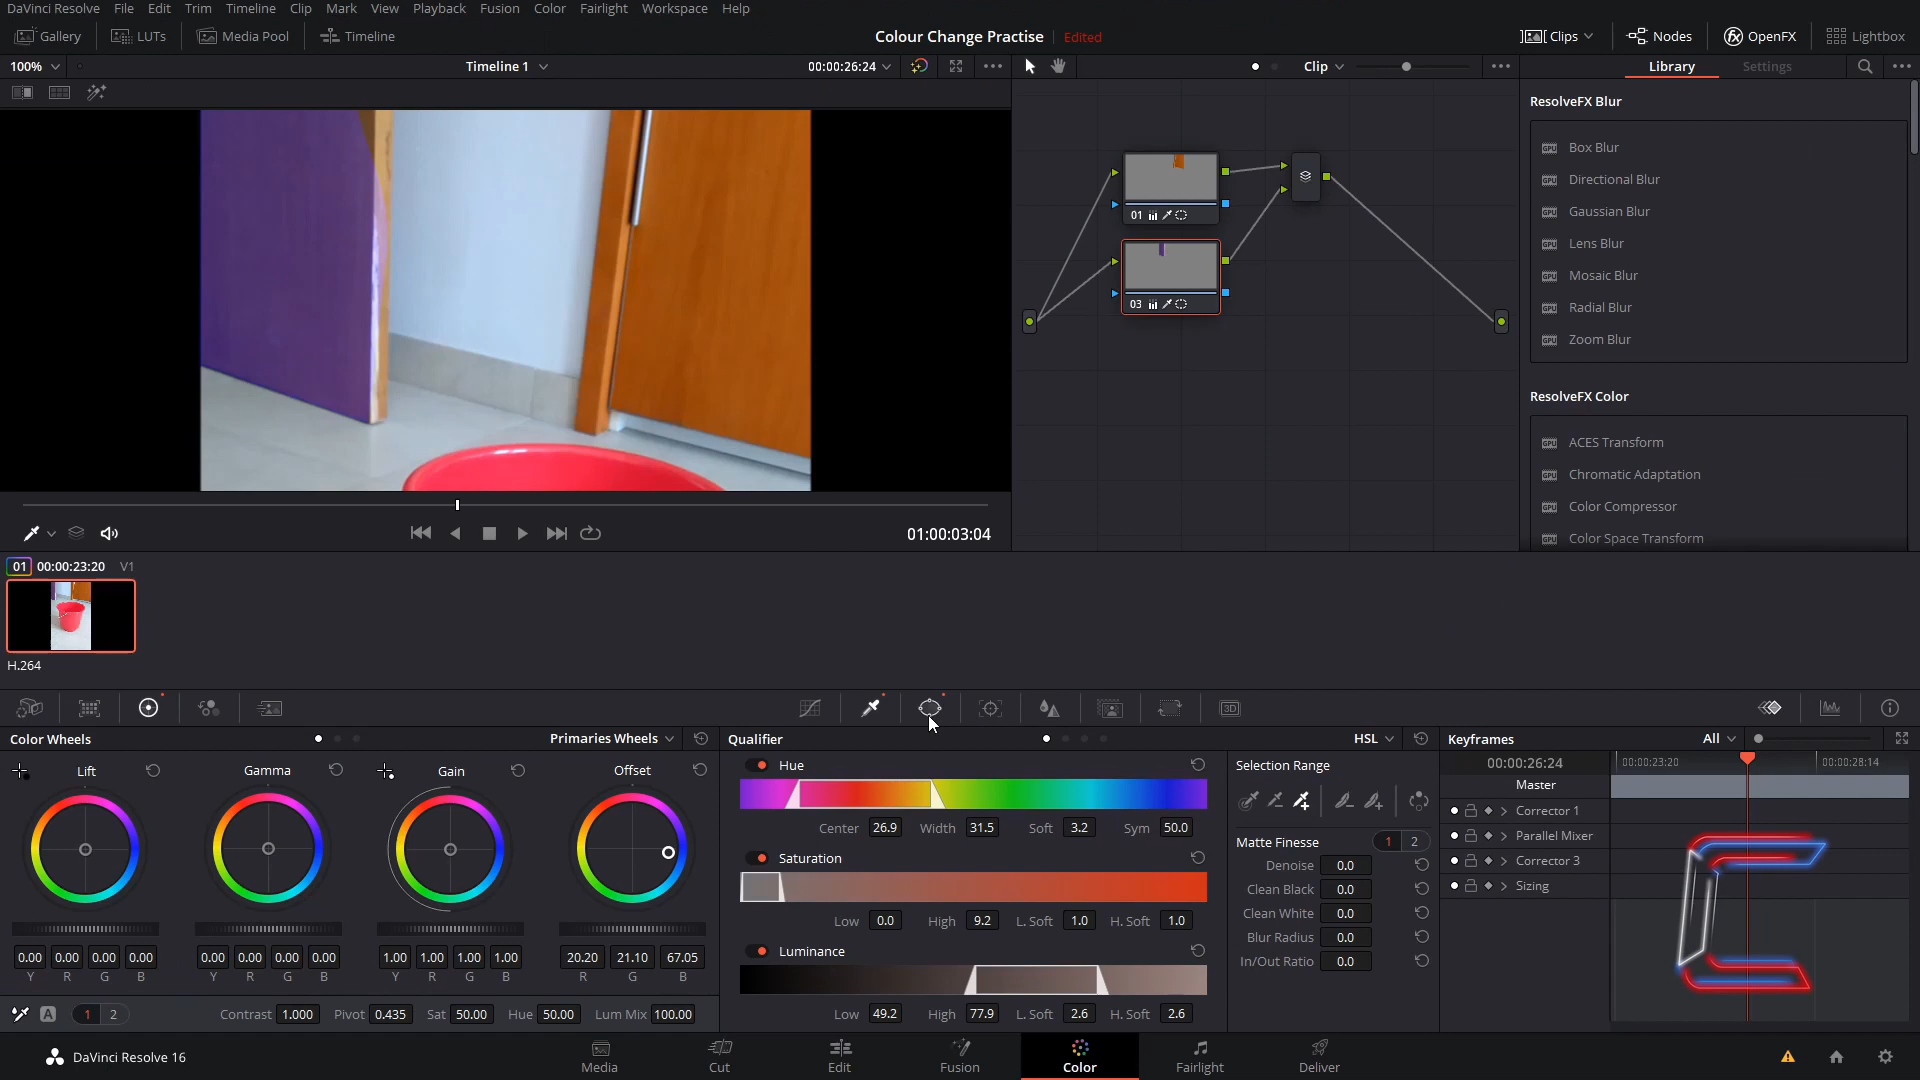 DaVinci Resolve File Edit Trim Timeline Clip Mark View Playback Fusion Color Fairlight Workspace Help
Gallery LUTs Media Pool Timeline Colour Change Practise Edited Clips Nodes OpenFX Lightbox
100% Timeline 1 00:00:26:24 Clip Library Settings
ResolveFX Blur
Box Blur
Directional Blur
Gaussian Blur
Lens Blur
Mosaic Blur
Radial Blur
Zoom Blur
01
03
ResolveFX Color
ACES Transform
Chromatic Adaptation
Color Compressor
Color Space Transform
01:00:03:04
01 00:00:23:20 V1
H.264
3D
Color Wheels Primaries Wheels Qualifier HSL Keyframes All
Lift Gamma Gain Offset
0.00 0.00 0.00 0.00 0.00 0.00 0.00 0.00 1.00 1.00 1.00 1.00 20.20 21.10 67.05
Y R G B Y R G B Y R G B R G B
A 1 2 Contrast 1.000 Pivot 0.435 Sat 50.00 Hue 50.00 Lum Mix 100.00
Hue
Center 26.9 Width 31.5 Soft 3.2 Sym 50.0
Saturation
Low 0.0 High 9.2 L. Soft 1.0 H. Soft 1.0
Luminance
Low 49.2 High 77.9 L. Soft 2.6 H. Soft 2.6
Selection Range
Matte Finesse 1 2
Denoise 0.0
Clean Black 0.0
Clean White 0.0
Blur Radius 0.0
In/Out Ratio 0.0
00:00:26:24 00:00:23:20 00:00:28:14
Master
Corrector 1
Parallel Mixer
Corrector 3
Sizing
DaVinci Resolve 16 Media Cut Edit Fusion Color Fairlight Deliver